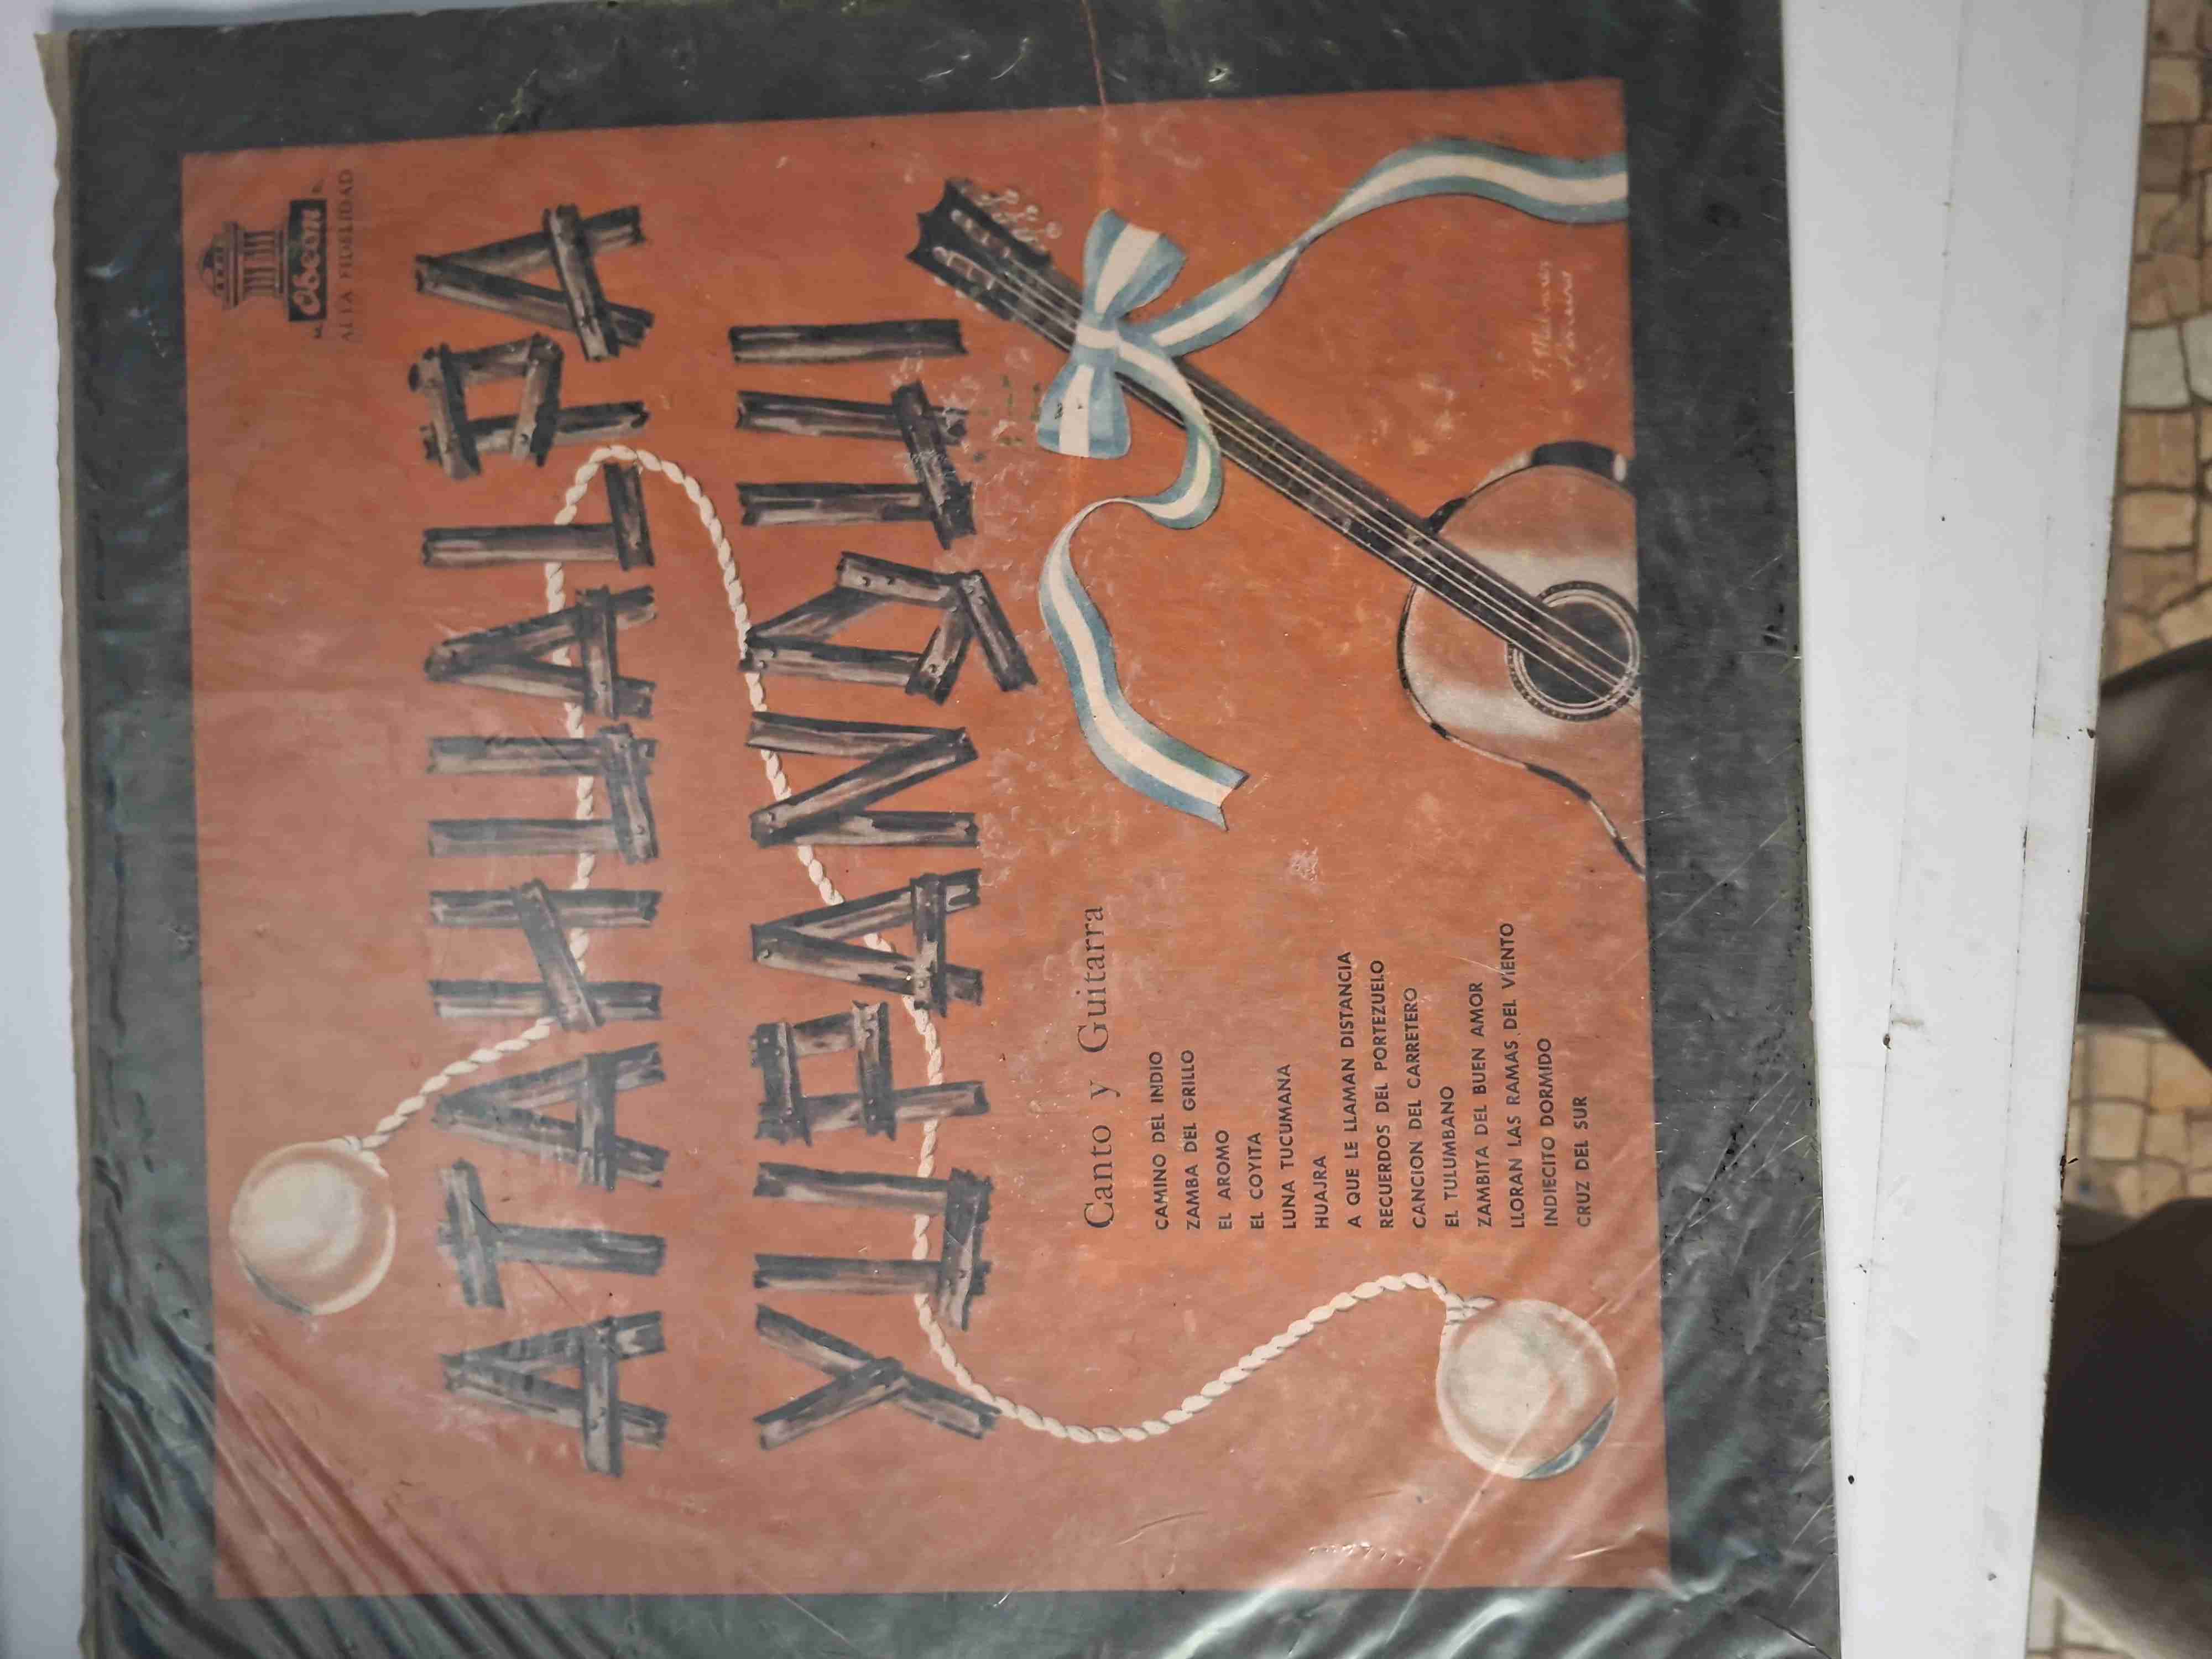 Odeon
ALTA FIDELIDAD
ATAHUALPA
YUPANQUI
Canto y Guitarra
CAMINO DEL INDIO
ZAMBA DEL GRILLO
EL AROMO
EL COYITA
LUNA TUCUMANA
HUAJRA
A QUE LE LLAMAN DISTANCIA
RECUERDOS DEL PORTEZUELO
CANCION DEL CARRETERO
EL TULUMBANO
ZAMBITA DEL BUEN AMOR
LLORAN LAS RAMAS DEL VIENTO
INDIECITO DORMIDO
CRUZ DEL SUR